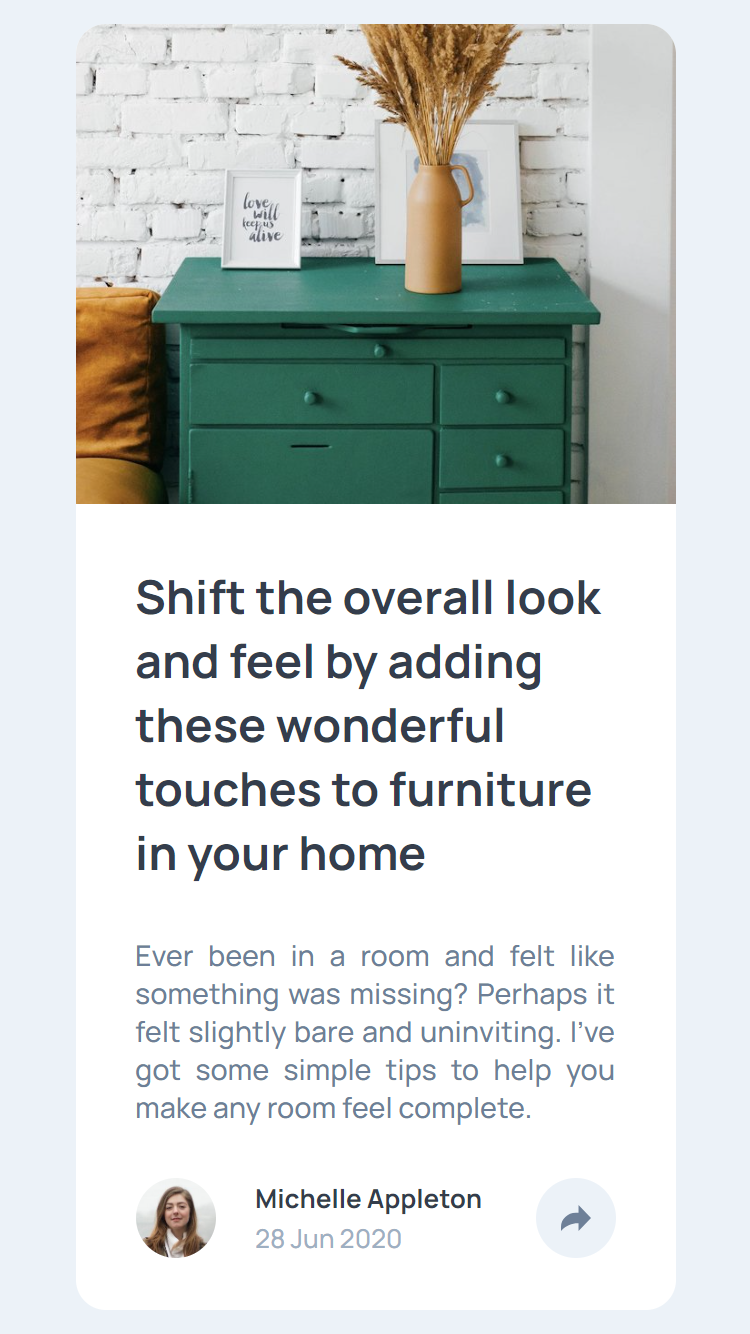 love
will
keep us
alive
Shift the overall look
and feel by adding
these wonderful
touches to furniture
in your home
Ever been in a room and felt like
something was missing? Perhaps it
felt slightly bare and uninviting. I’ve
got some simple tips to help you
make any room feel complete.
Michelle Appleton
28 Jun 2020